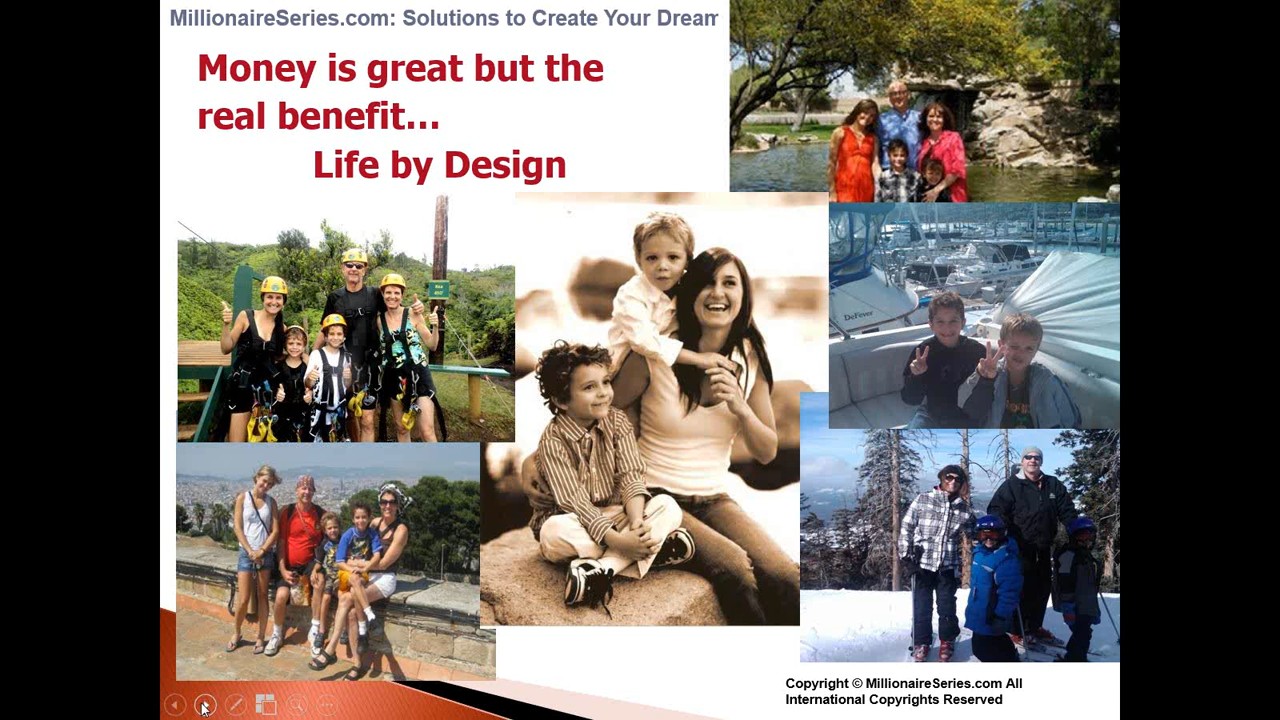 MillionaireSeries.com: Solutions to Create Your Dream
Money is great but the
real benefit...
Life by Design
DeFever
Copyright © MillionaireSeries.com All
International Copyrights Reserved